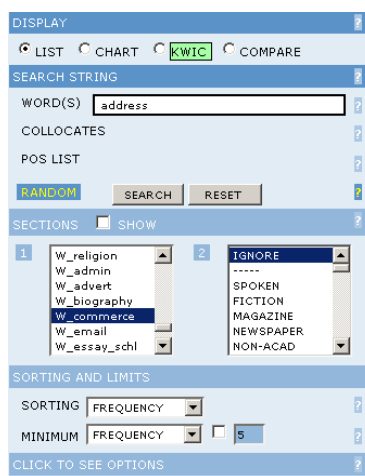 DISPLAY ?
LIST CHART KWIC COMPARE
SEARCH STRING ?
WORD(S) address ?
COLLOCATES ?
POS LIST ?
RANDOM SEARCH RESET ?
SECTIONS SHOW ?
1 2
W_religion
W_admin
W_advert
W_biography
W_commerce
W_email
W_essay_schl
IGNORE
-----
SPOKEN
FICTION
MAGAZINE
NEWSPAPER
NON-ACAD
SORTING AND LIMITS
SORTING FREQUENCY ?
MINIMUM FREQUENCY 5 ?
CLICK TO SEE OPTIONS ?